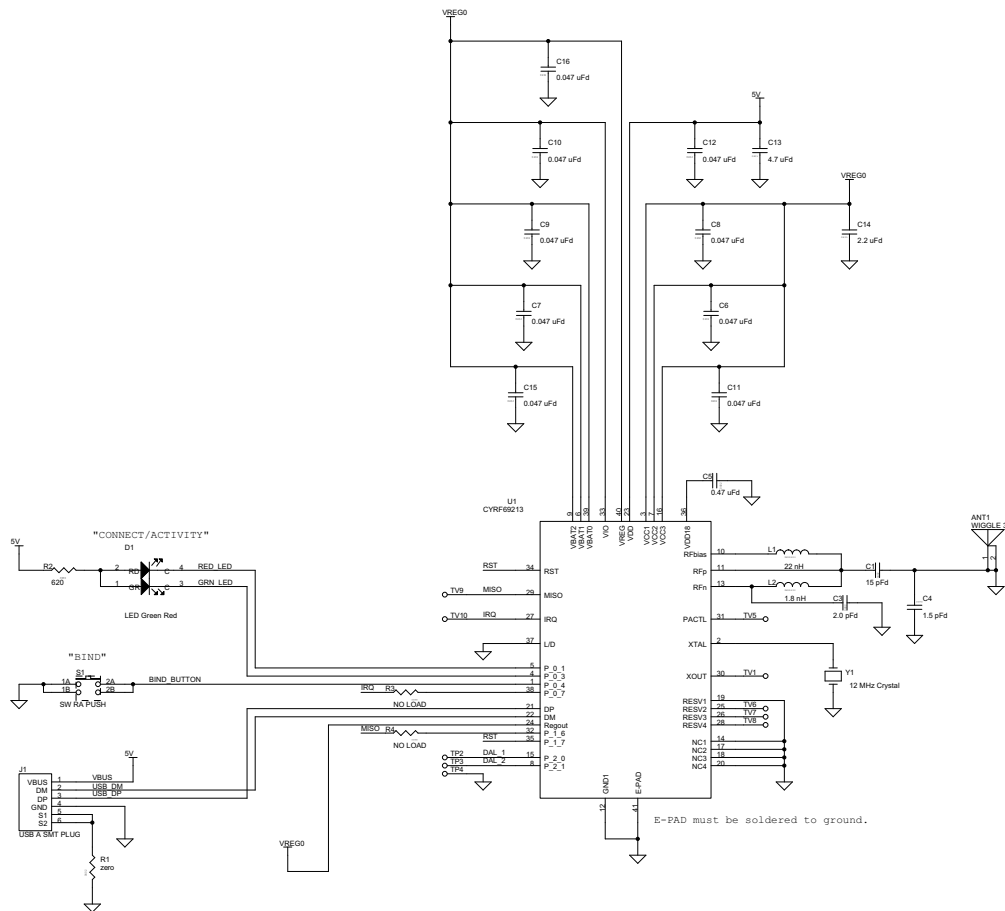 VREG0
C16
0.047 uFd
5V
C10
0.047 uFd
C12
0.047 uFd
C13
4.7 uFd
VREG0
C9
0.047 uFd
C8
0.047 uFd
C14
2.2 uFd
C7
0.047 uFd
C6
0.047 uFd
C15
0.047 uFd
C11
0.047 uFd
C5
0.47 uFd
U1
CYRF69213
9
6
39
33
40
23
3
7
16
36
VBAT2
VBAT1
VBAT0
VIO
VREG
VDD
VCC1
VCC2
VCC3
VDD18
ANT1
WIGGLE
1
2
"CONNECT/ACTIVITY"
5V
D1
R2
620
2
RD
C
4
RED_LED
1
GR
C
3
GRN_LED
LED Green Red
RST
34
RST
TV9
MISO
29
MISO
TV10
IRQ
27
IRQ
37
L/D
RFbias
10
L1
22 nH
RFp
11
C1
15 pFd
RFn
13
L2
1.8 nH
C3
2.0 pFd
C4
1.5 pFd
PACTL
31
TV5
XTAL
2
Y1
12 MHz Crystal
XOUT
30
TV1
"BIND"
S1
1A
2A
1B
2B
SW RA PUSH
BIND_BUTTON
5
P_0_1
4
P_0_3
1
P_0_4
IRQ
R3
38
P_0_7
NO LOAD
21
DP
22
DM
24
Regout
MISO
R4
32
P_1_6
RST
35
P_1_7
NO LOAD
TP2
DAL_1
15
P_2_0
TP3
DAL_2
8
P_2_1
TP4
RESV1
19
RESV2
25
TV6
RESV3
26
TV7
RESV4
28
TV8
NC1
14
NC2
17
NC3
18
NC4
20
J1
5V
VBUS
1
VBUS
DM
2
USB_DM
DP
3
USB_DP
GND
4
S1
5
S2
6
USB A SMT PLUG
R1
zero
VREG0
GND1
E-PAD
12
41
E-PAD must be soldered to ground.